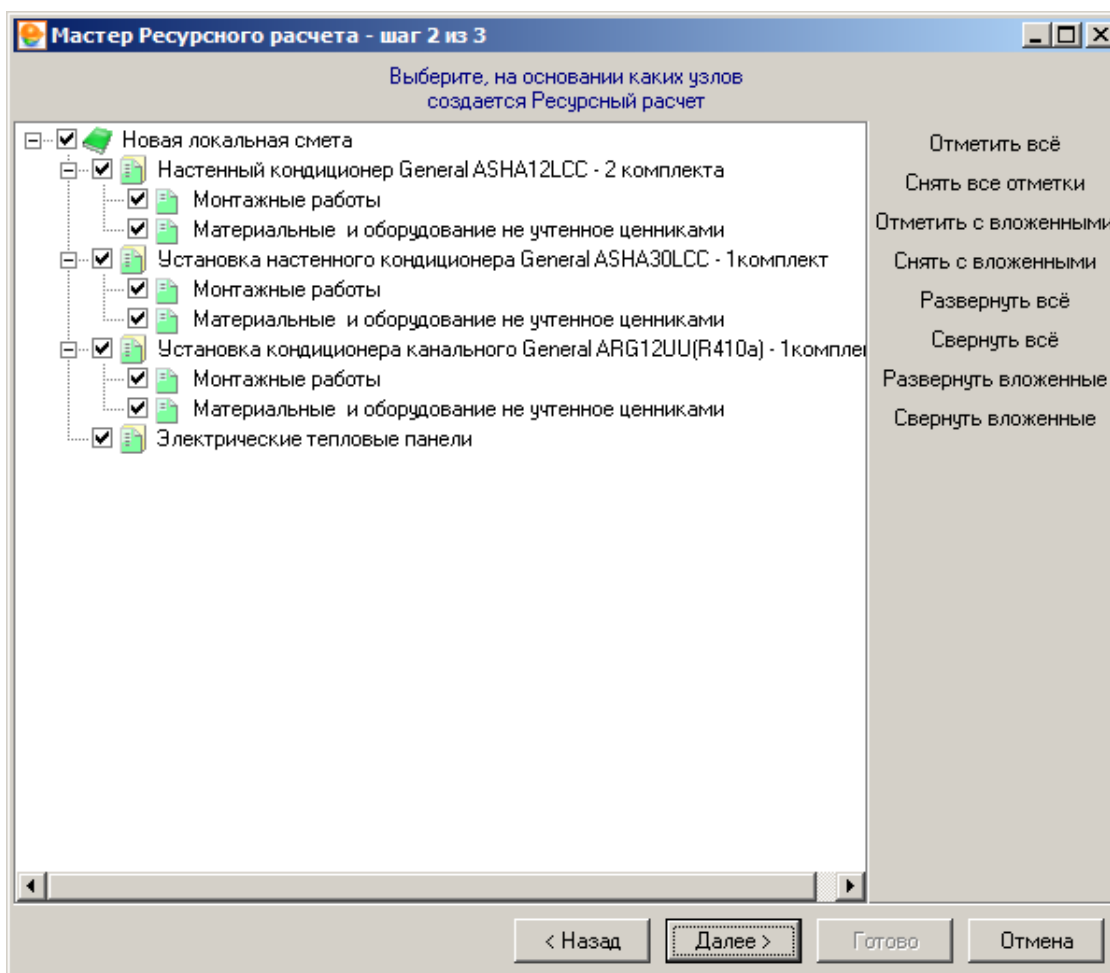 Мастер Ресурсного расчета - шаг 2 из 3
Выберите, на основании каких узлов
создается Ресурсный расчет
Новая локальная смета
Настенный кондиционер General ASHA12LCC - 2 комплекта
Монтажные работы
Материальные и оборудование не учтенное ценниками
Установка настенного кондиционера General ASHA30LCC - 1комплект
Монтажные работы
Материальные и оборудование не учтенное ценниками
Установка кондиционера канального General ARG12UU(R410a) - 1комплек
Монтажные работы
Материальные и оборудование не учтенное ценниками
Электрические тепловые панели
Отметить всё
Снять все отметки
Отметить с вложенными
Снять с вложенными
Развернуть всё
Свернуть всё
Развернуть вложенные
Свернуть вложенные
< Назад
Далее >
Готово
Отмена